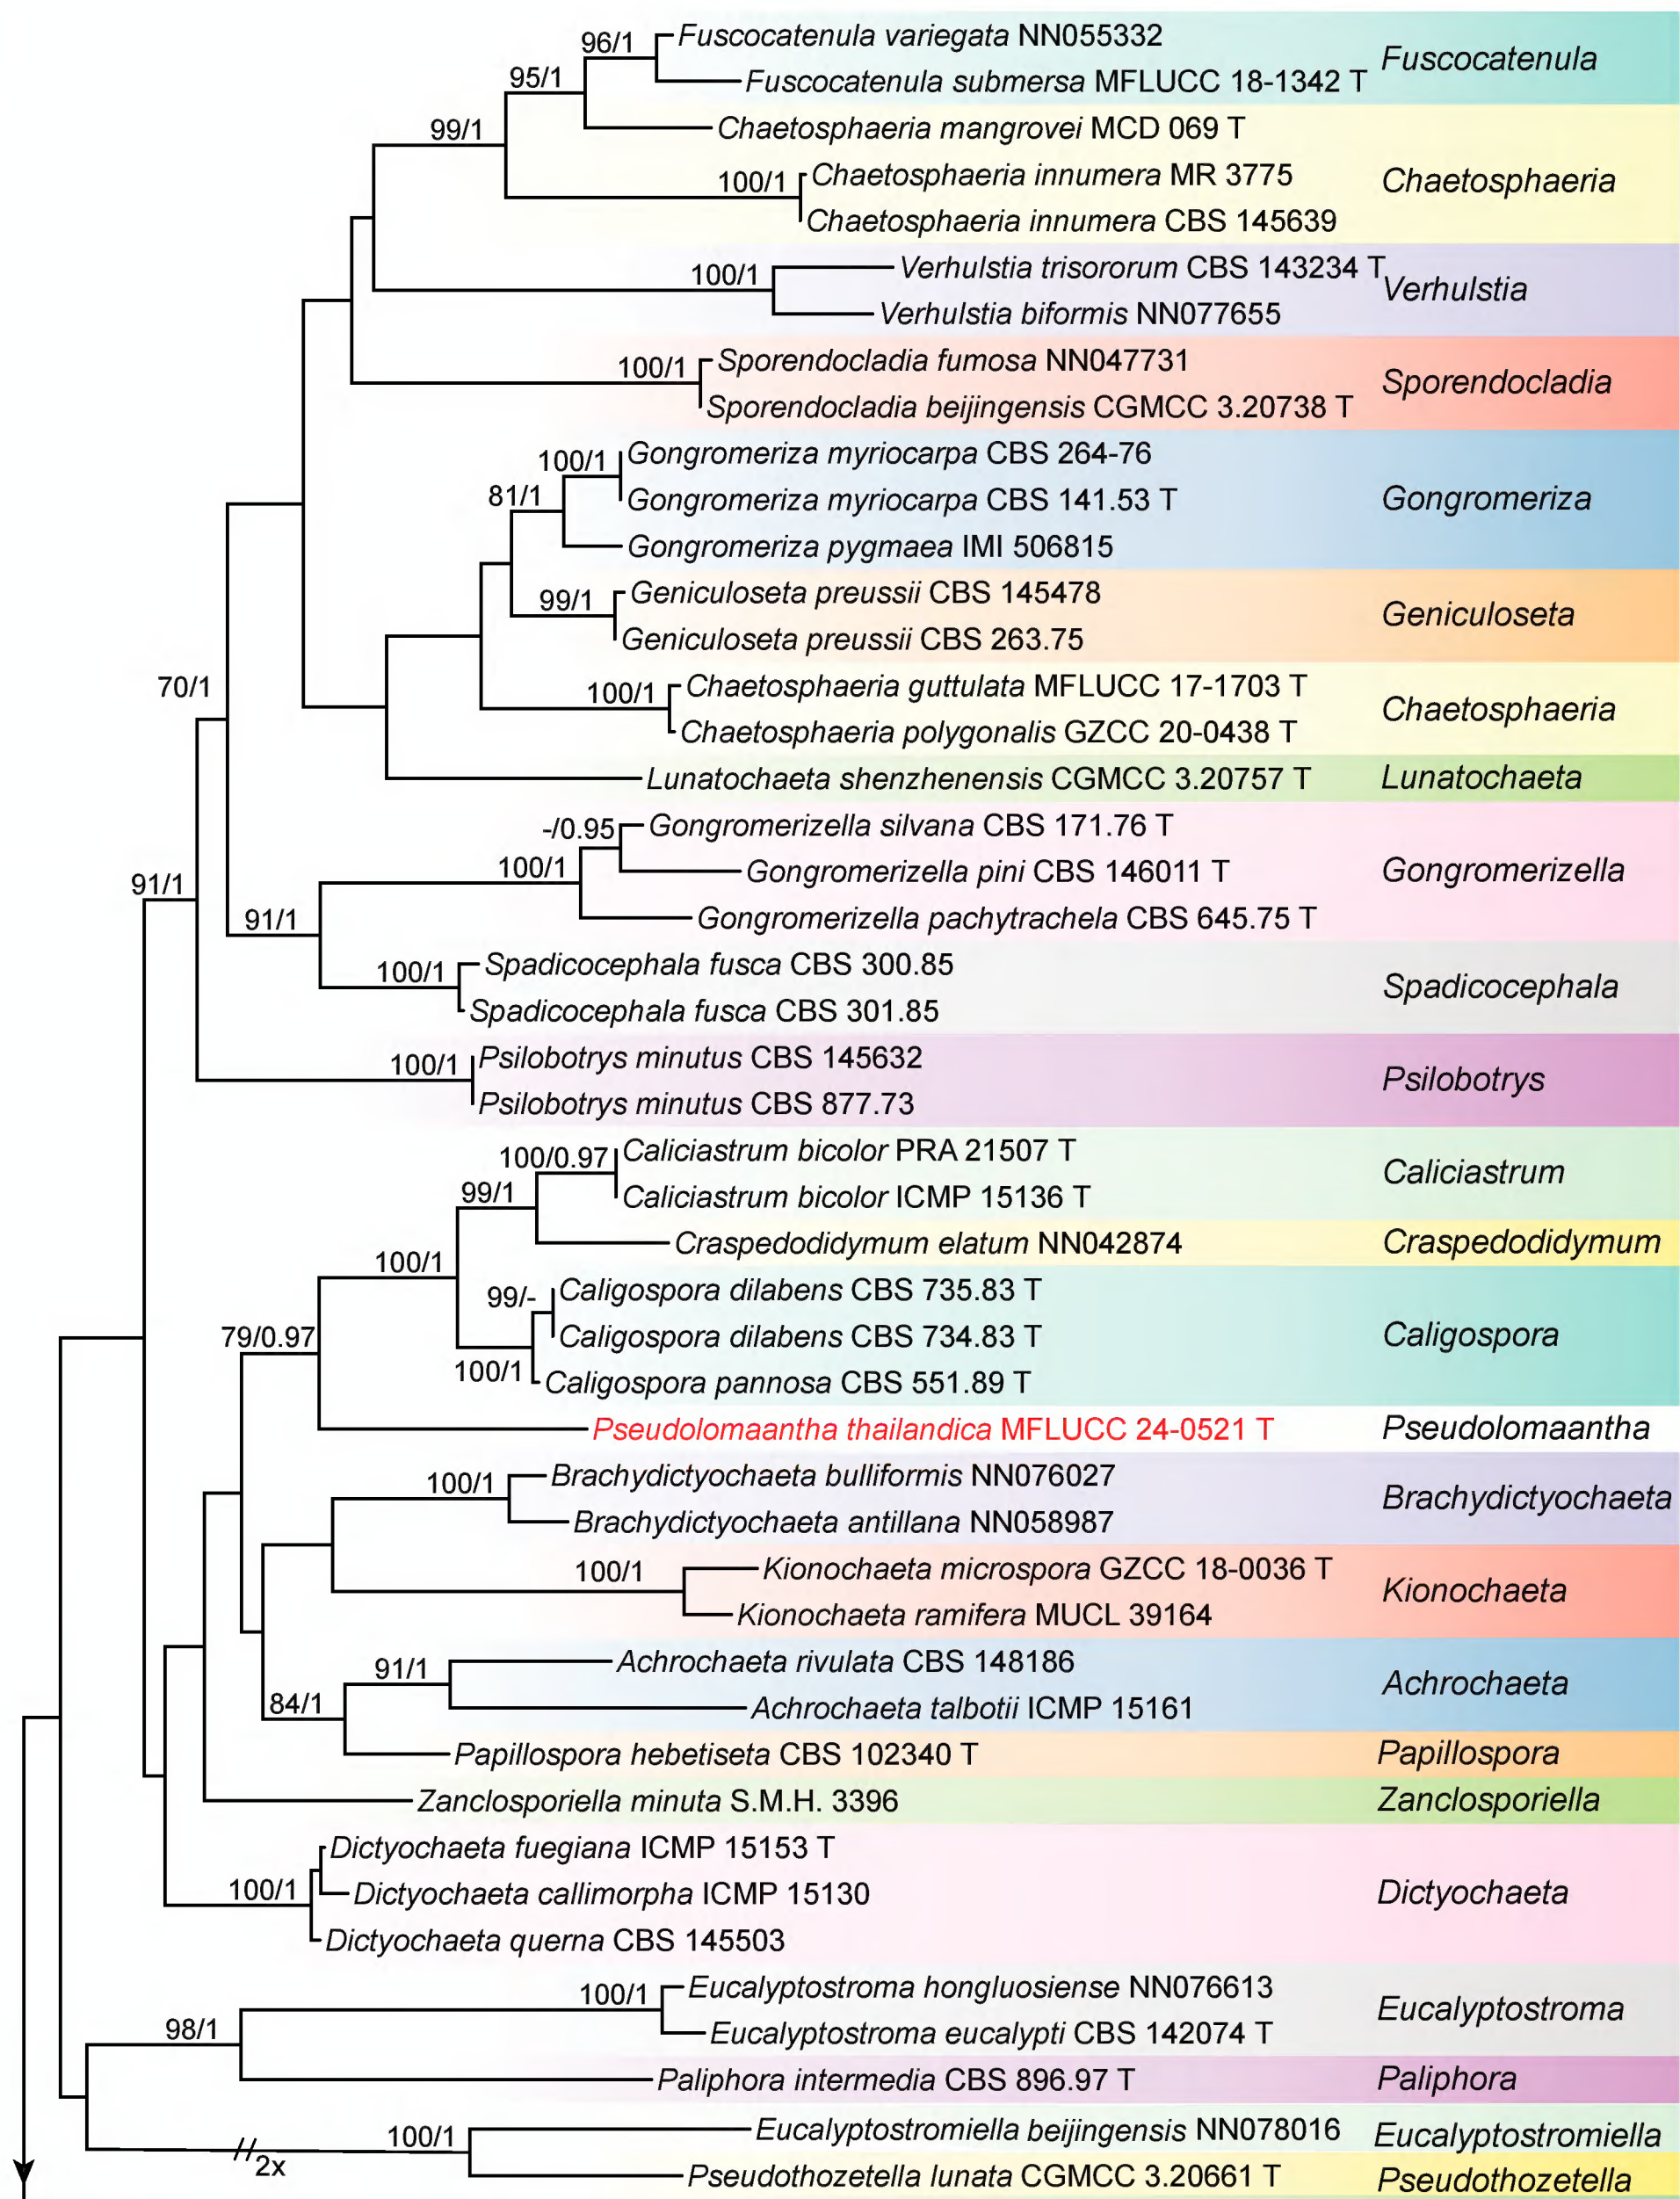 96/1 Fuscocatenula variegata NN055332
Fuscocatenula
95/1 Fuscocatenula submersa MFLUCC 18-1342 T
99/1 Chaetosphaeria mangrovei MCD 069 T
100/1 Chaetosphaeria innumera MR 3775
Chaetosphaeria
Chaetosphaeria innumera CBS 145639
100/1 Verhulstia trisororum CBS 143234 T
Verhulstia
Verhulstia biformis NN077655
100/1 Sporendocladia fumosa NN047731
Sporendocladia
Sporendocladia beijingensis CGMCC 3.20738 T
100/1 Gongromeriza myriocarpa CBS 264-76
81/1 Gongromeriza myriocarpa CBS 141.53 T
Gongromeriza
Gongromeriza pygmaea IMI 506815
99/1 Geniculoseta preussii CBS 145478
Geniculoseta
Geniculoseta preussii CBS 263.75
70/1 100/1 Chaetosphaeria guttulata MFLUCC 17-1703 T
Chaetosphaeria
Chaetosphaeria polygonalis GZCC 20-0438 T
Lunatochaeta shenzhenensis CGMCC 3.20757 T Lunatochaeta
-/0.95 Gongromerizella silvana CBS 171.76 T
100/1 Gongromerizella pini CBS 146011 T Gongromerizella
91/1
91/1 Gongromerizella pachytrachela CBS 645.75 T
100/1 Spadicocephala fusca CBS 300.85
Spadicocephala
Spadicocephala fusca CBS 301.85
100/1 Psilobotrys minutus CBS 145632
Psilobotrys
Psilobotrys minutus CBS 877.73
100/0.97 Caliciastrum bicolor PRA 21507 T
Caliciastrum
99/1 Caliciastrum bicolor ICMP 15136 T
Craspedodidymum elatum NN042874 Craspedodidymum
100/1
99/- Caligospora dilabens CBS 735.83 T
79/0.97 Caligospora dilabens CBS 734.83 T Caligospora
100/1 Caligospora pannosa CBS 551.89 T
Pseudolomaantha thailandica MFLUCC 24-0521 T Pseudolomaantha
100/1 Brachydictyochaeta bulliformis NN076027
Brachydictyochaeta
Brachydictyochaeta antillana NN058987
100/1 Kionochaeta microspora GZCC 18-0036 T
Kionochaeta
Kionochaeta ramifera MUCL 39164
91/1 Achrochaeta rivulata CBS 148186
Achrochaeta
84/1 Achrochaeta talbotii ICMP 15161
Papillospora hebetiseta CBS 102340 T Papillospora
Zanclosporiella minuta S.M.H. 3396 Zanclosporiella
Dictyochaeta fuegiana ICMP 15153 T
100/1 Dictyochaeta callimorpha ICMP 15130 Dictyochaeta
Dictyochaeta querna CBS 145503
100/1 Eucalyptostroma hongluosiense NN076613
Eucalyptostroma
98/1 Eucalyptostroma eucalypti CBS 142074 T
Paliphora intermedia CBS 896.97 T Paliphora
100/1 Eucalyptostromiella beijingensis NN078016 Eucalyptostromiella
2x
Pseudothozetella lunata CGMCC 3.20661 T Pseudothozetella